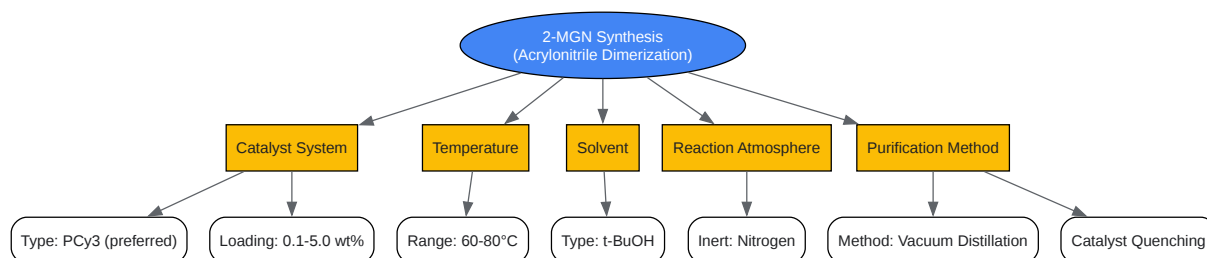 2-MGN Synthesis
(Acrylonitrile Dimerization)
Catalyst System
Temperature
Solvent
Reaction Atmosphere
Purification Method
Type: PCy3 (preferred)
Loading: 0.1-5.0 wt%
Range: 60-80°C
Type: t-BuOH
Inert: Nitrogen
Method: Vacuum Distillation
Catalyst Quenching